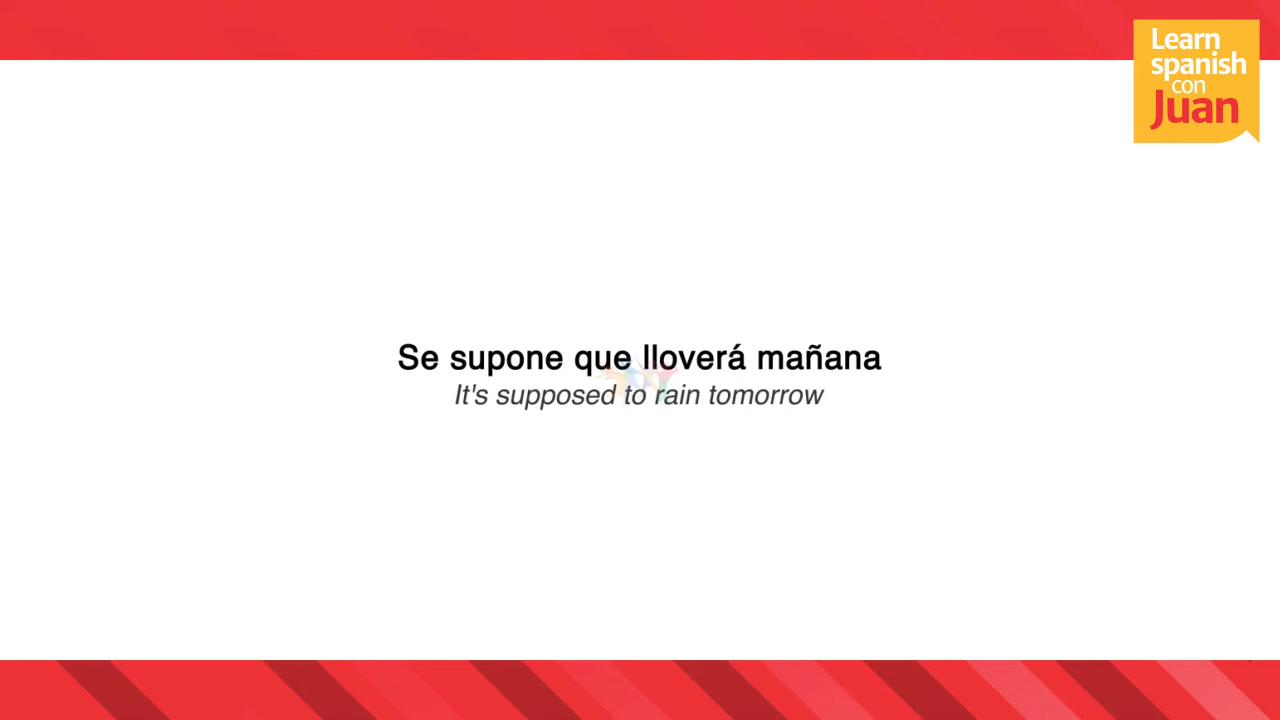 Learn
spanish
con
Juan
Se supone que lloverá mañana
It's supposed to rain tomorrow